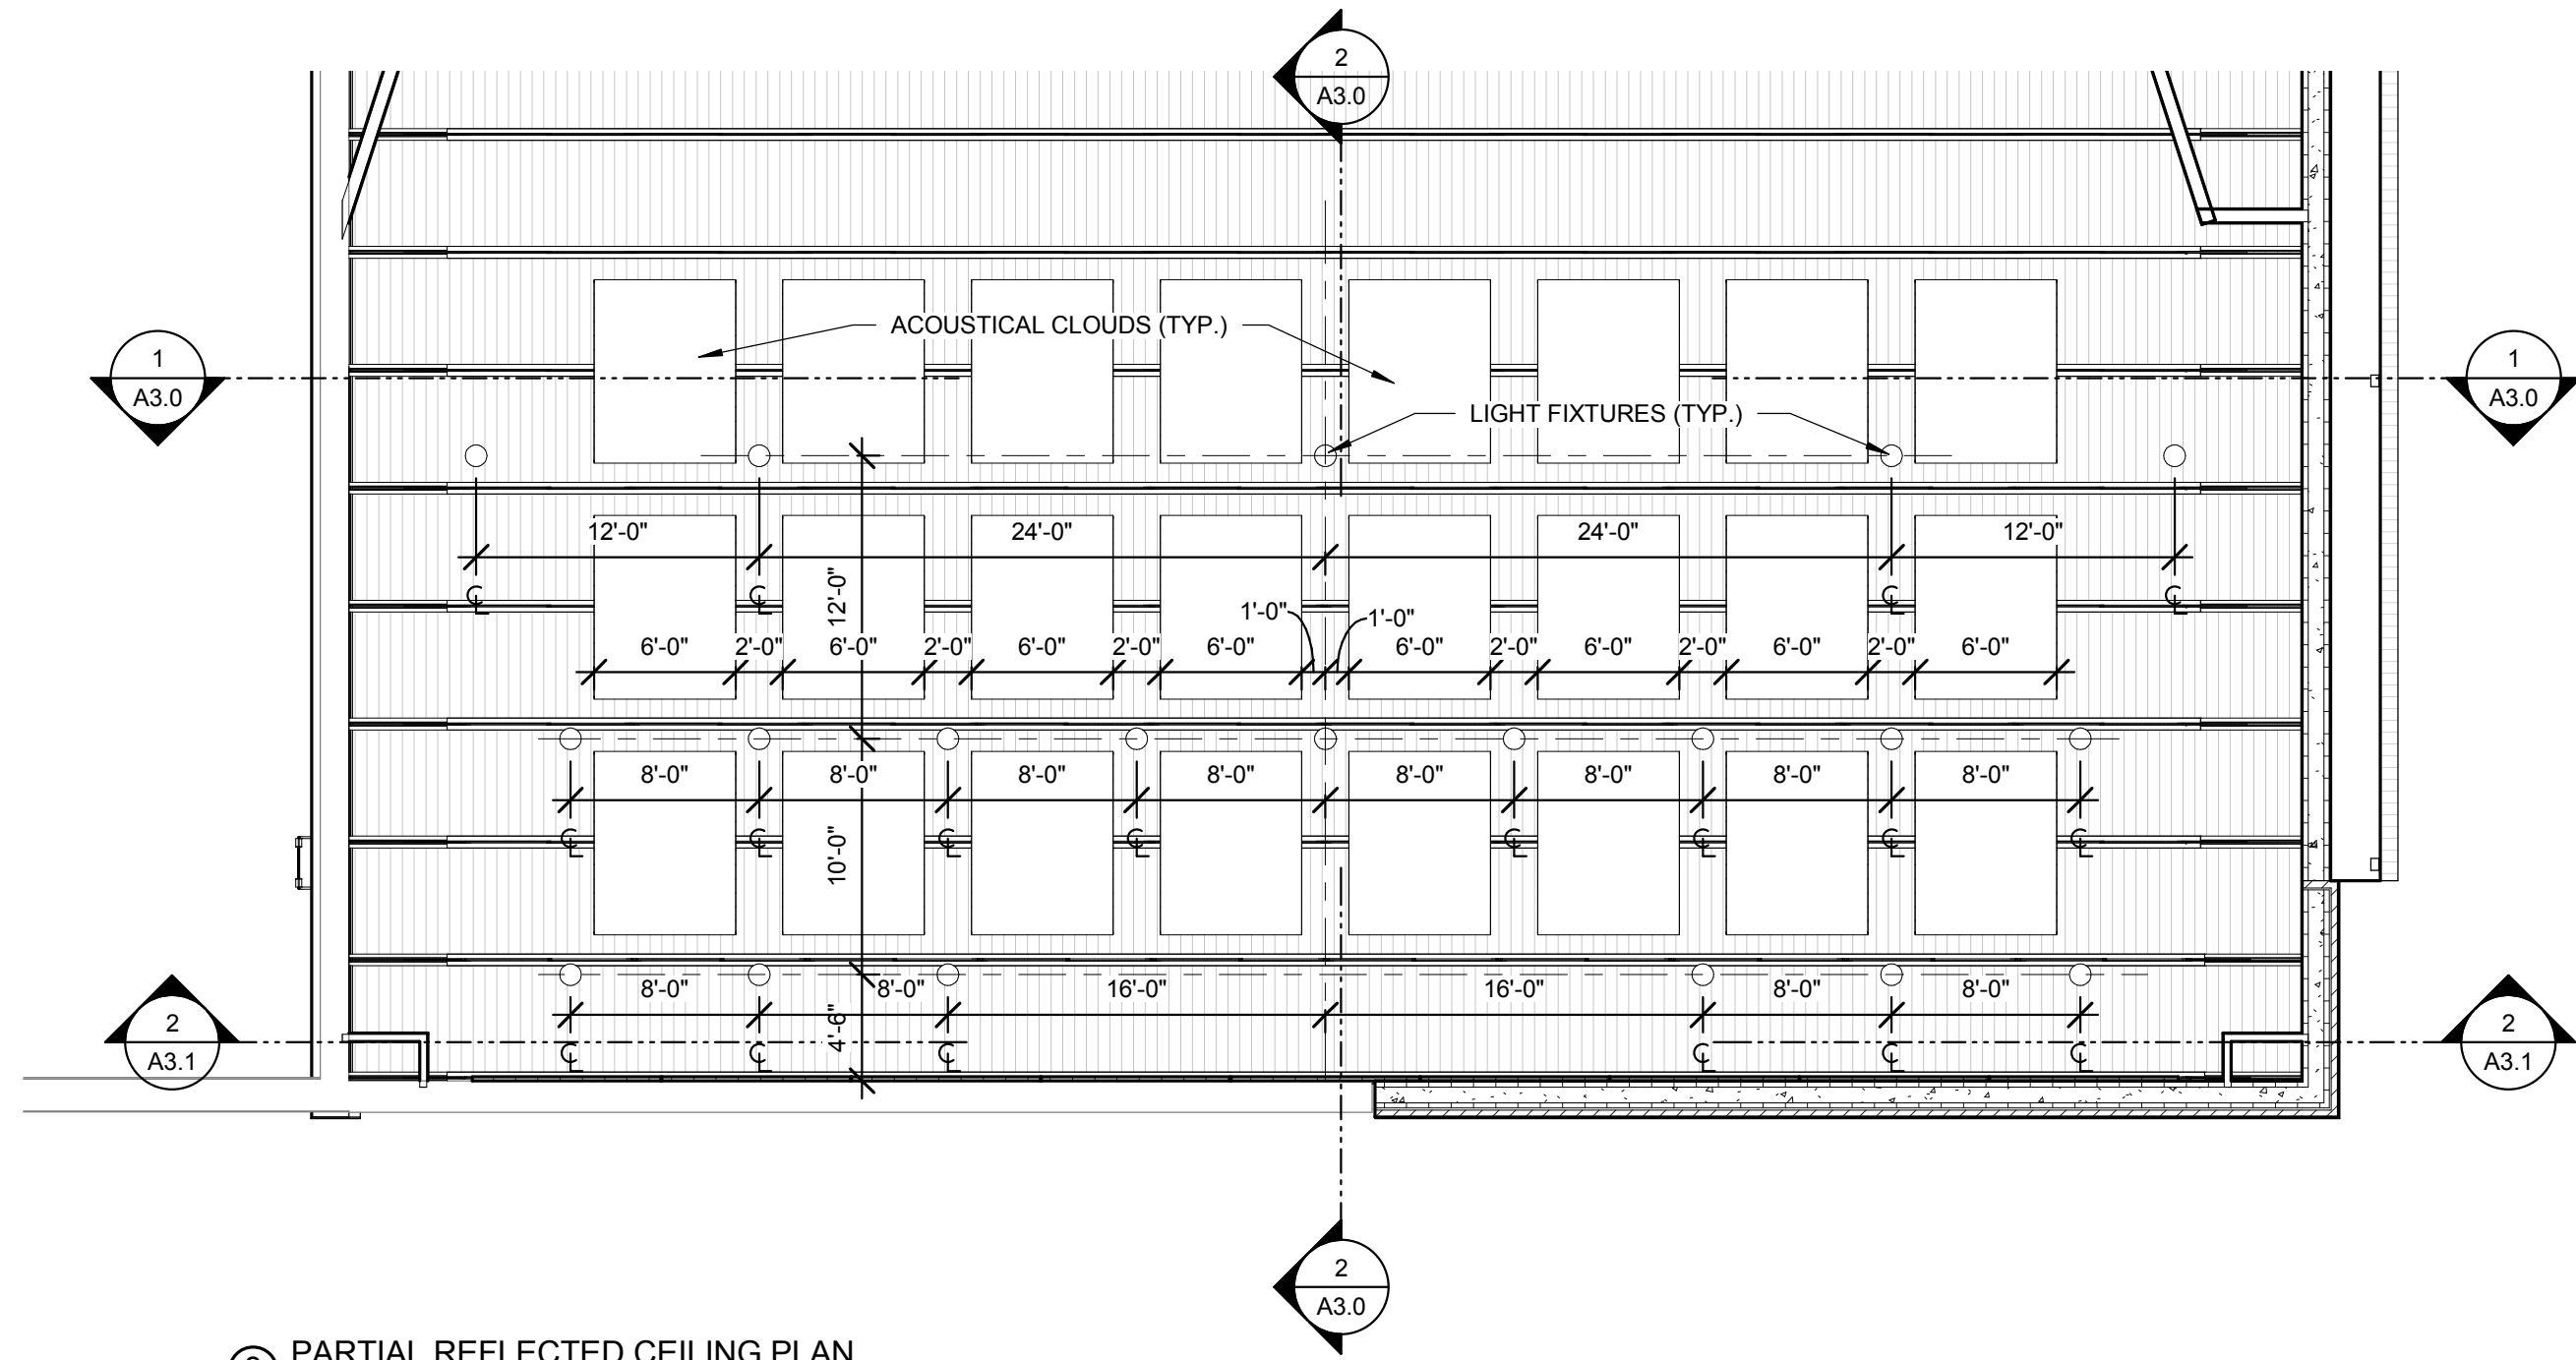 2
A3.0
ACOUSTICAL CLOUDS (TYP.)
1
A3.0
1
A3.0
LIGHT FIXTURES (TYP.)
12'-0" 24'-0" 24'-0" 12'-0"
12'-0"
℄ ℄ ℄ ℄
1'-0" 1'-0"
6'-0" 2'-0" 6'-0" 2'-0" 6'-0" 2'-0" 6'-0" 6'-0" 2'-0" 6'-0" 2'-0" 6'-0" 2'-0" 6'-0"
8'-0" 8'-0" 8'-0" 8'-0" 8'-0" 8'-0" 8'-0" 8'-0"
10'-0"
℄ ℄ ℄ ℄ ℄ ℄ ℄ ℄
8'-0" 8'-0" 16'-0" 16'-0" 8'-0" 8'-0"
4'-6"
℄ ℄ ℄ ℄ ℄ ℄
2
A3.1
2
A3.1
2
A3.0
PARTIAL REFLECTED CEILING PLAN